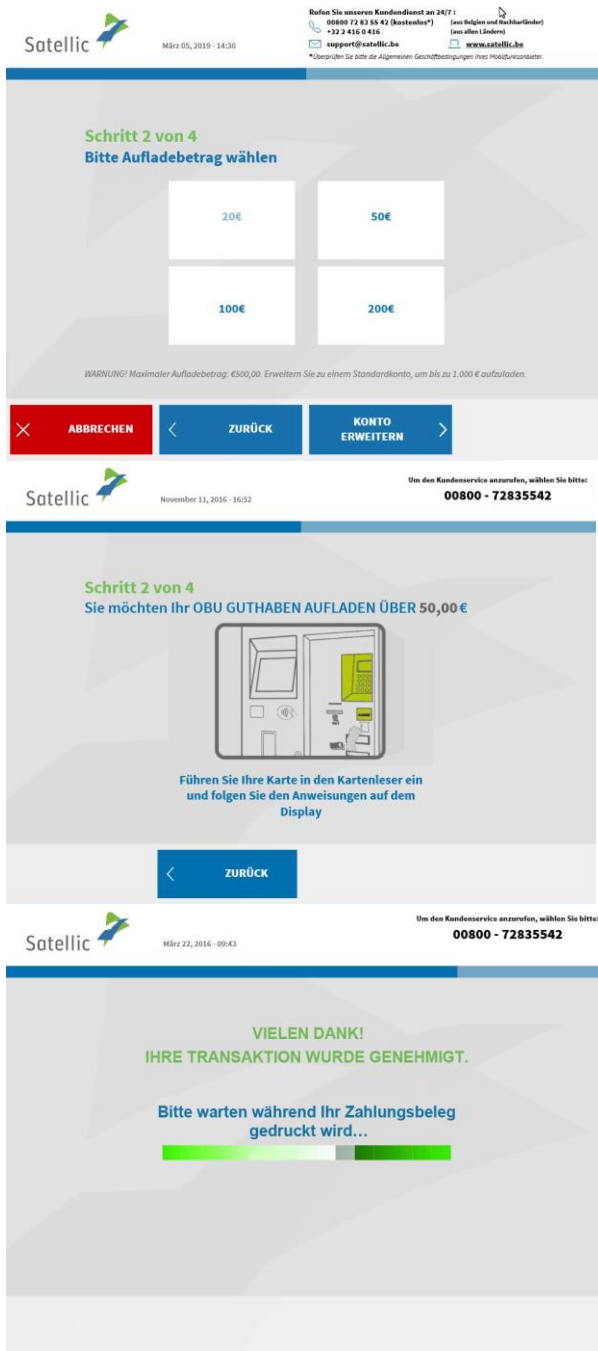 Satellic
März 05, 2019 - 14:30
Rufen Sie unseren Kundendienst an 24/7 :
00800 72 83 55 42 (kostenlos*) (aus Belgien und Nachbarländer)
+32 2 416 0 416 (aus allen Ländern)
support@satellic.be www.satellic.be
*Überprüfen Sie bitte die Allgemeinen Geschäftbedingungen ihres Mobilfunkanbieter.
Schritt 2 von 4
Bitte Aufladebetrag wählen
20€ 50€
100€ 200€
WARNUNG! Maximaler Aufladebetrag: €500,00. Erweitern Sie zu einem Standardkonto, um bis zu 1.000 € aufzuladen.
ABBRECHEN ZURÜCK KONTO
ERWEITERN
Satellic
November 11, 2016 - 16:52
Um den Kundenservice anzurufen, wählen Sie bitte:
00800 - 72835542
Schritt 2 von 4
Sie möchten Ihr OBU GUTHABEN AUFLADEN ÜBER 50,00 €
Führen Sie Ihre Karte in den Kartenleser ein
und folgen Sie den Anweisungen auf dem
Display
ZURÜCK
Satellic
März 22, 2016 - 09:43
Um den Kundenservice anzurufen, wählen Sie bitte:
00800 - 72835542
VIELEN DANK!
IHRE TRANSAKTION WURDE GENEHMIGT.
Bitte warten während Ihr Zahlungsbeleg
gedruckt wird...